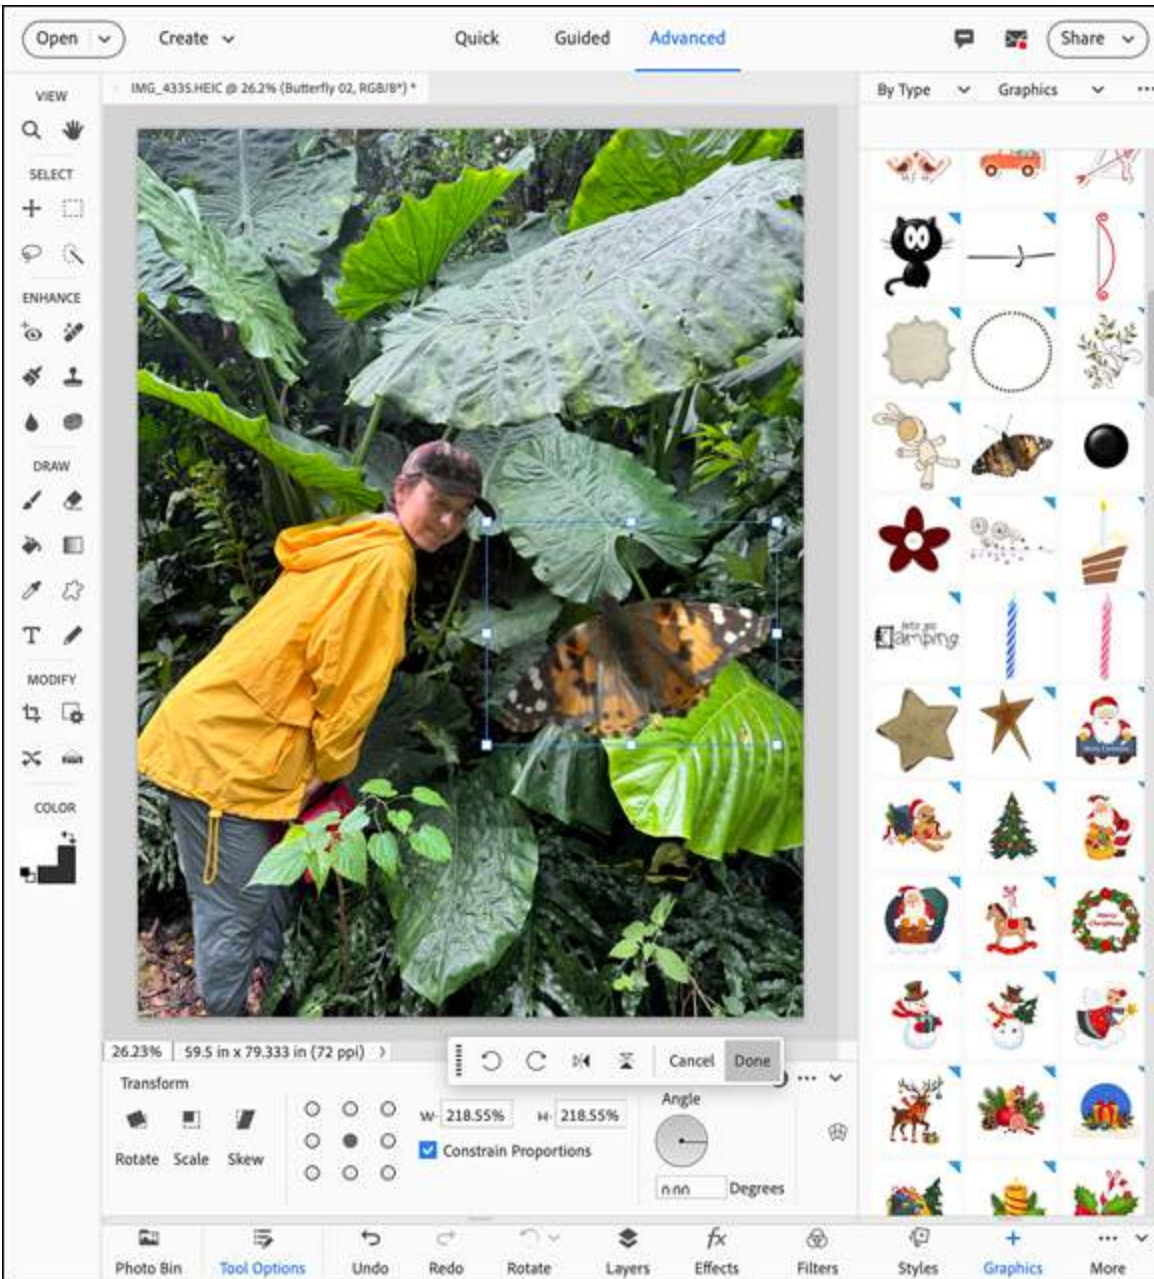 Open
Create
Quick
Guided
Advanced
Share
IMG_4335.HEIC @ 26.2% (Butterfly 02, RGB/8*) *
By Type
Graphics
VIEW
SELECT
ENHANCE
DRAW
MODIFY
COLOR
Merry
Christmas
26.23%
59.5 in x 79.333 in (72 ppi)
Cancel
Done
Transform
Rotate
Scale
Skew
W: 218.55%
H: 218.55%
Constrain Proportions
Angle
0.00
Degrees
Photo Bin
Tool Options
Undo
Redo
Rotate
Layers
Effects
Filters
Styles
Graphics
More